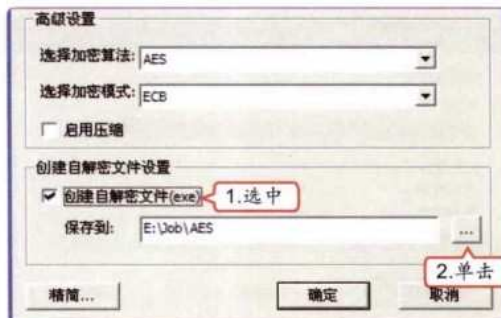 高级设置
选择加密算法: AES
选择加密模式: ECB
启用压缩
创建自解密文件设置
创建自解密文件(exe) 1.选中
保存到: E:\Job\AES ...
2.单击
精简... 确定 取消